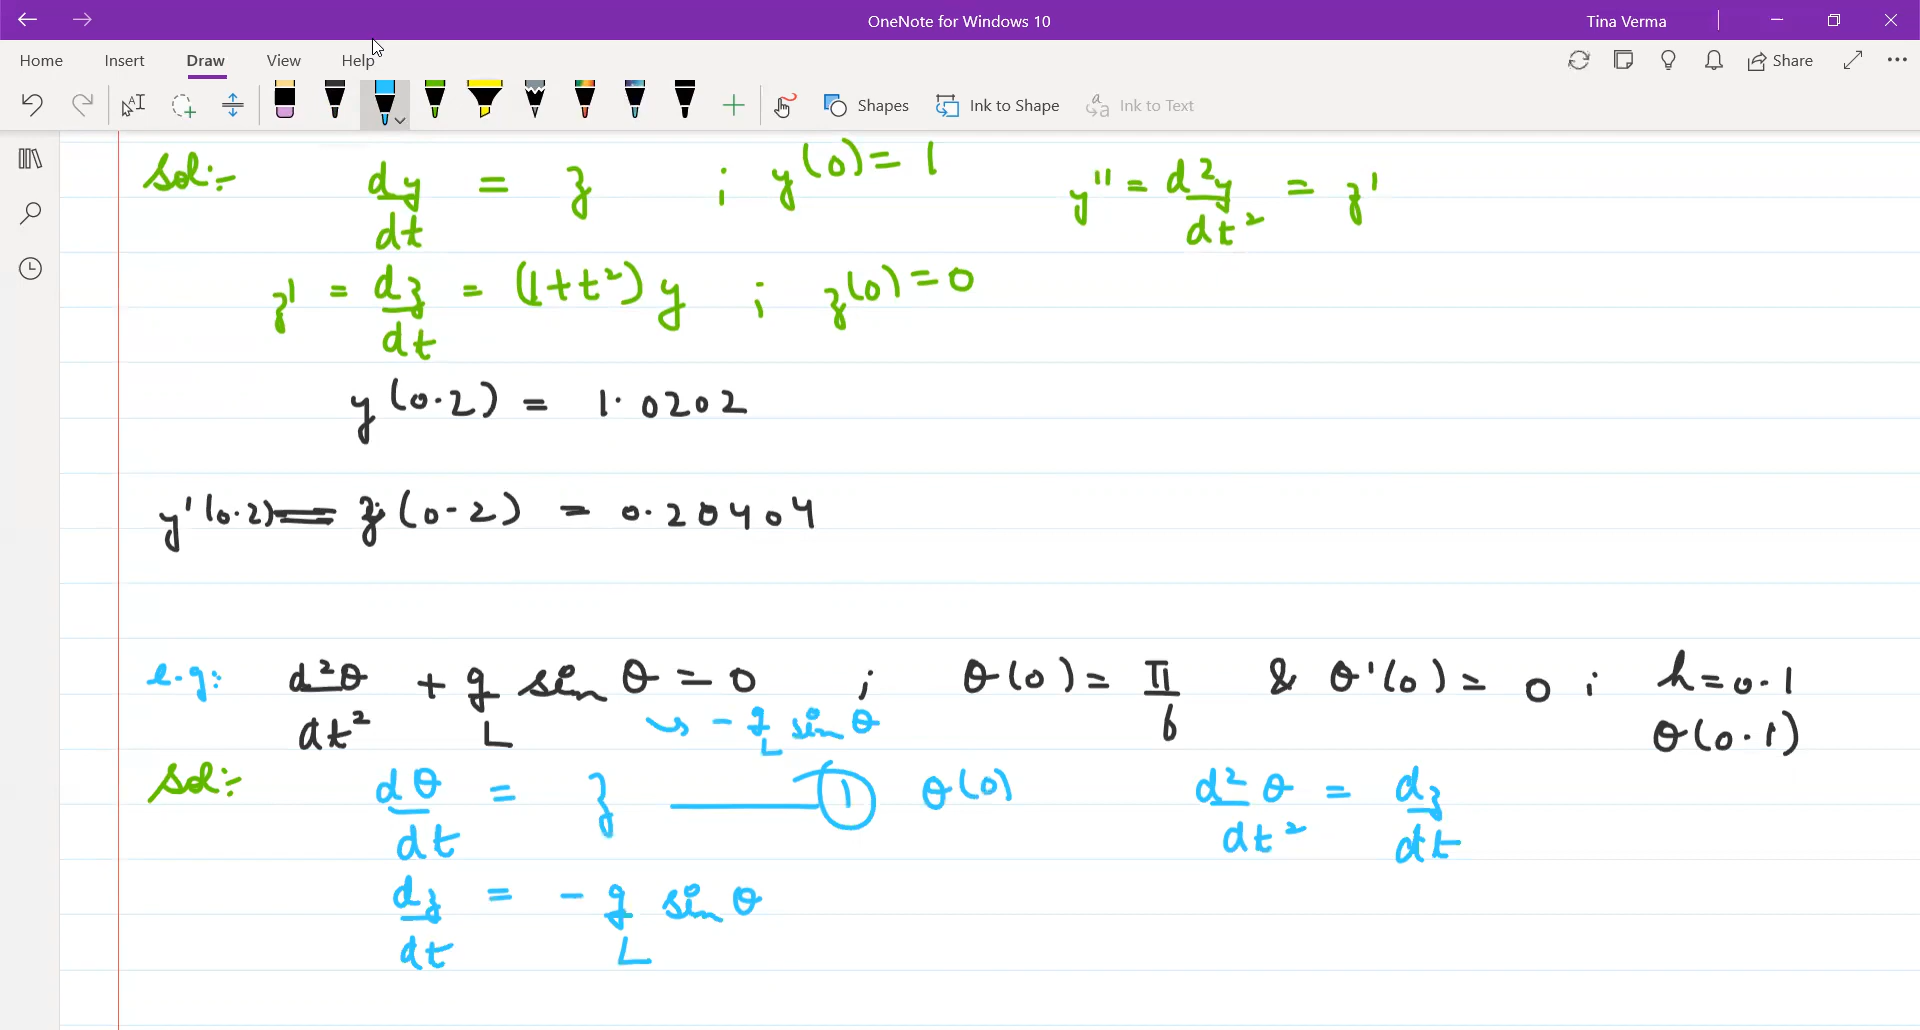 OneNote for Windows 10
Tina Verma
Home Insert Draw View Help
Share
Shapes Ink to Shape Ink to Text
Sol:- dy/dt = z ; y(0) = 1 y'' = d²y/dt² = z'
z' = dz/dt = (1+t²) y ; z(0) = 0
y(0.2) = 1.0202
y'(0.2) = z(0.2) = 0.20404
e.g: d²θ/dt² + g/L sin θ = 0 ; θ(0) = π/6 & θ'(0) = 0 ; h = 0.1
→ - g/L sin θ θ(0.1)
Sol:- dθ/dt = z ——— ① θ(0) d²θ/dt² = dz/dt
dz/dt = - g/L sin θ